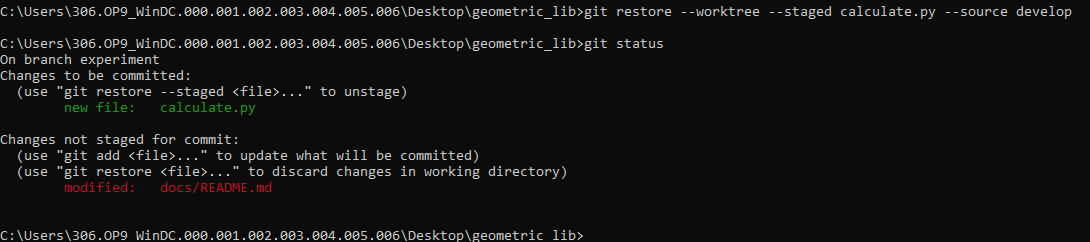 C:\Users\306.OP9_WinDC.000.001.002.003.004.005.006\Desktop\geometric_lib>git restore --worktree --staged calculate.py --source develop
C:\Users\306.OP9_WinDC.000.001.002.003.004.005.006\Desktop\geometric_lib>git status
On branch experiment
Changes to be committed:
  (use "git restore --staged <file>..." to unstage)
        new file:   calculate.py
Changes not staged for commit:
  (use "git add <file>..." to update what will be committed)
  (use "git restore <file>..." to discard changes in working directory)
        modified:   docs/README.md
C:\Users\306.OP9_WinDC.000.001.002.003.004.005.006\Desktop\geometric_lib>